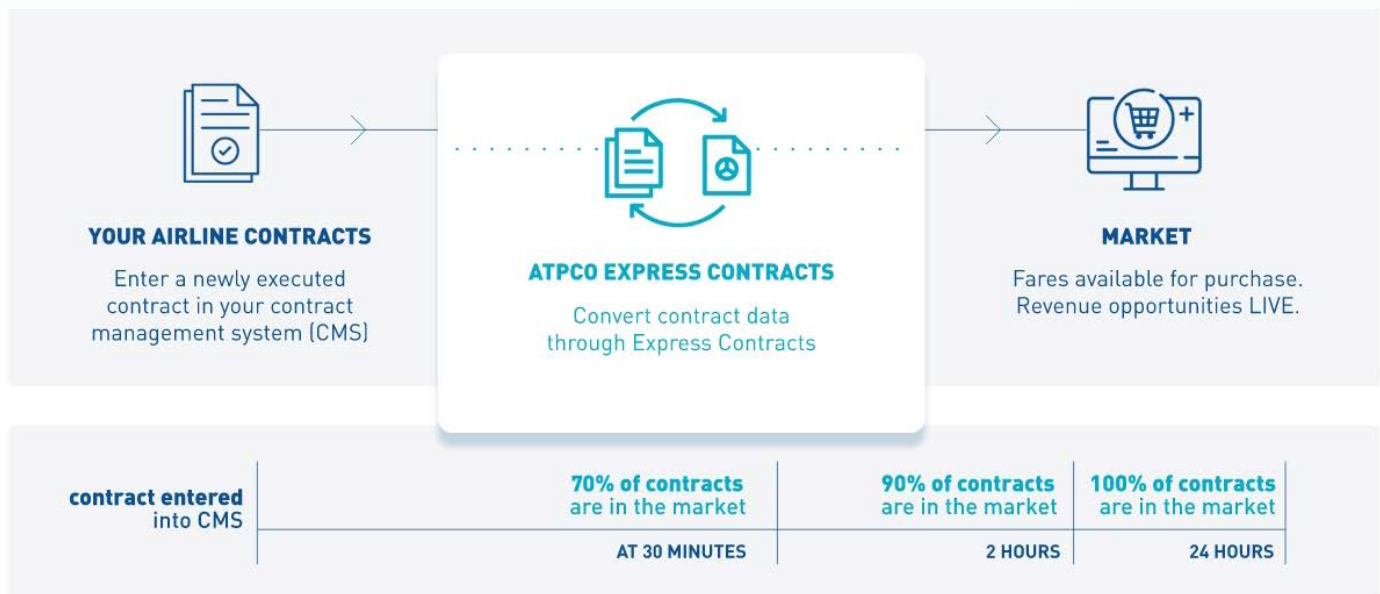 YOUR AIRLINE CONTRACTS
Enter a newly executed
contract in your contract
management system (CMS)
ATPCO EXPRESS CONTRACTS
Convert contract data
through Express Contracts
MARKET
Fares available for purchase.
Revenue opportunities LIVE.
contract entered
into CMS
70% of contracts
are in the market
AT 30 MINUTES
90% of contracts
are in the market
2 HOURS
100% of contracts
are in the market
24 HOURS